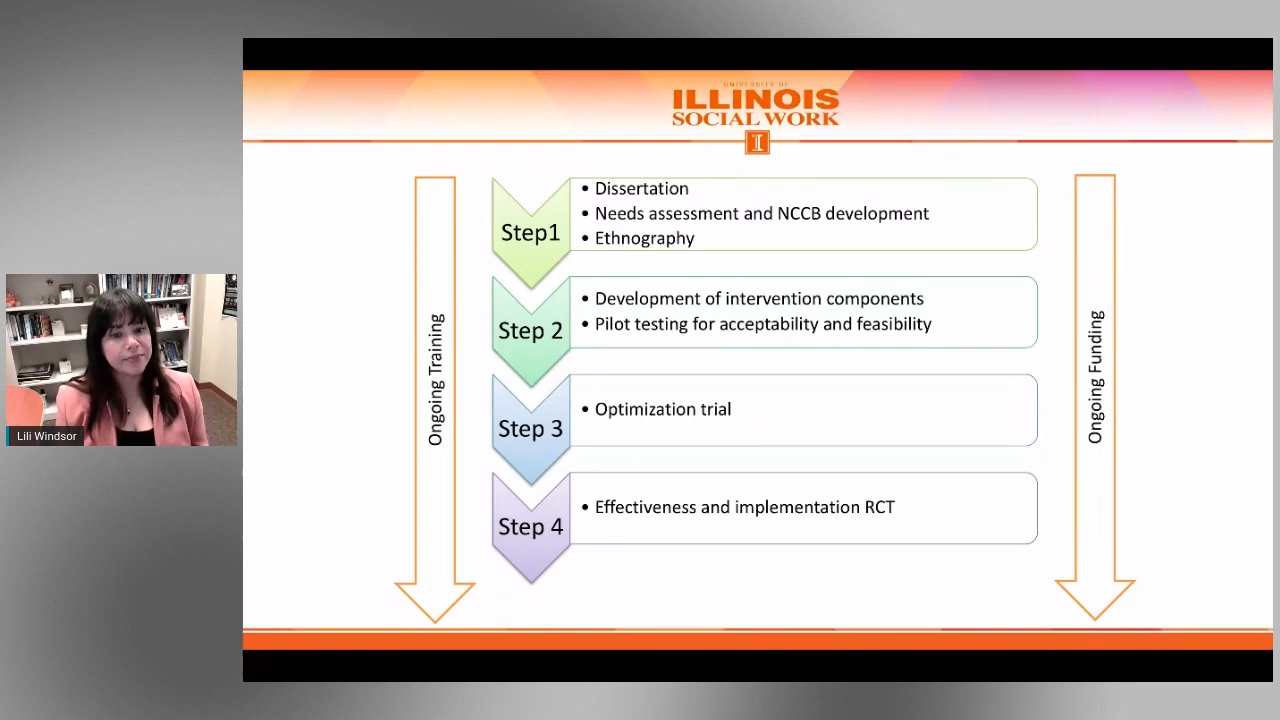 UNIVERSITY OF
ILLINOIS
SOCIAL WORK
I
Step1
• Dissertation
• Needs assessment and NCCB development
• Ethnography
Step 2
• Development of intervention components
• Pilot testing for acceptability and feasibility
Step 3
• Optimization trial
Step 4
• Effectiveness and implementation RCT
Ongoing Training
Ongoing Funding
Lili Windsor